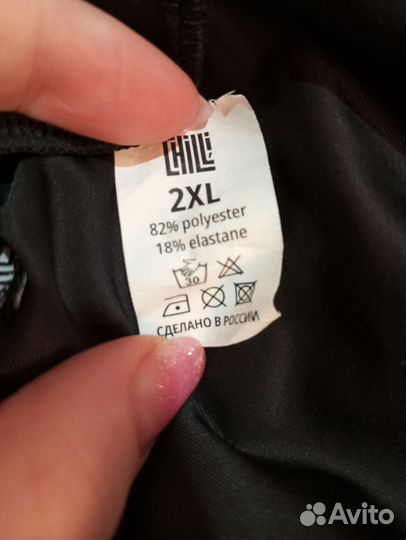 CHILLI
2XL
82% polyester
18% elastane
30
СДЕЛАНО В РОССИИ
Avito